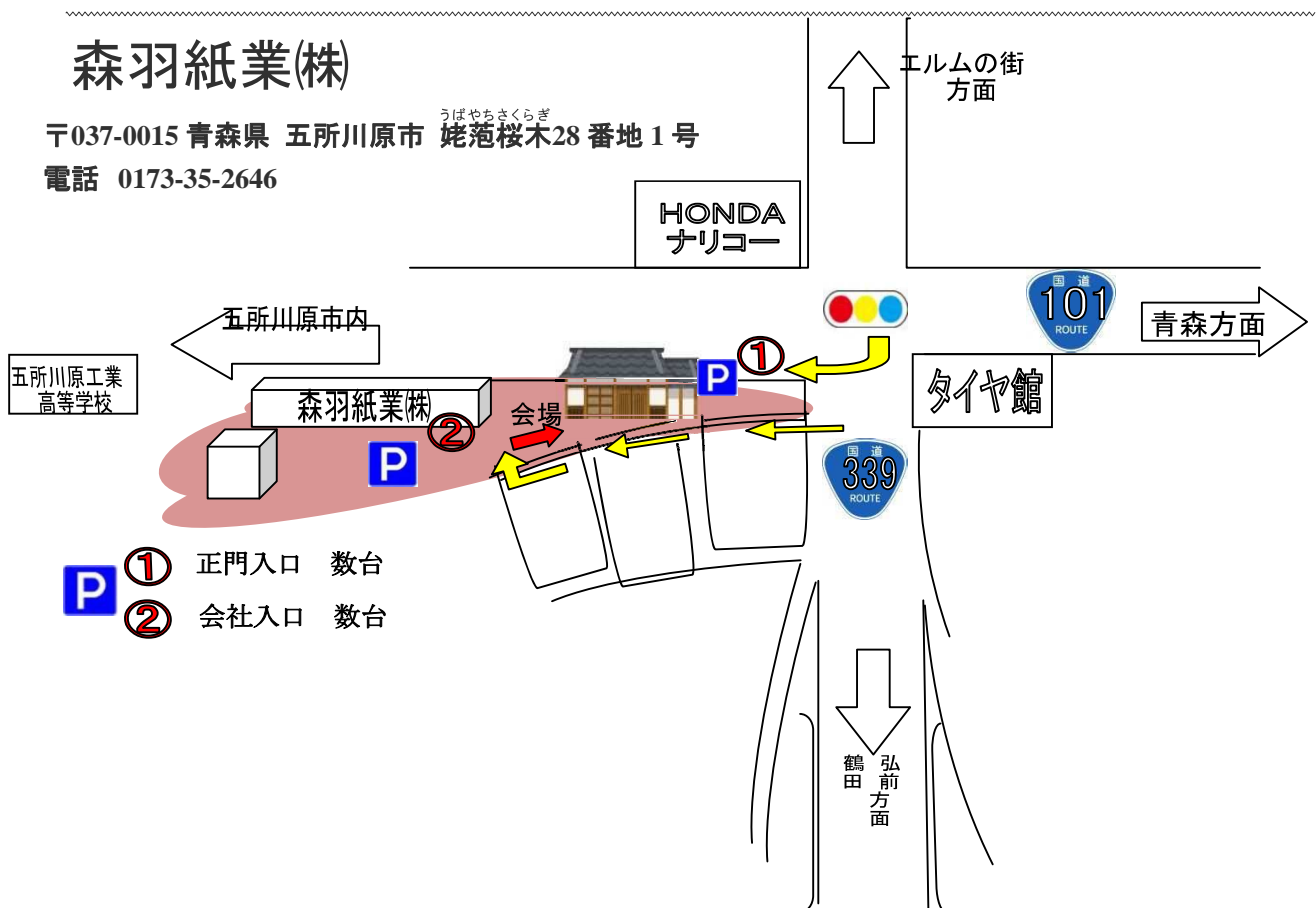 森羽紙業㈱
うばやちさくらぎ
〒037-0015 青森県 五所川原市 姥萢桜木28 番地 1 号
電話 0173-35-2646
エルムの街
方面
HONDA
ナリコー
国道
101
ROUTE
青森方面
五所川原市内
五所川原工業
高等学校
森羽紙業㈱
P
①
タイヤ館
会場
②
P
国道
339
ROUTE
P
① 正門入口 数台
② 会社入口 数台
弘前方面
鶴田